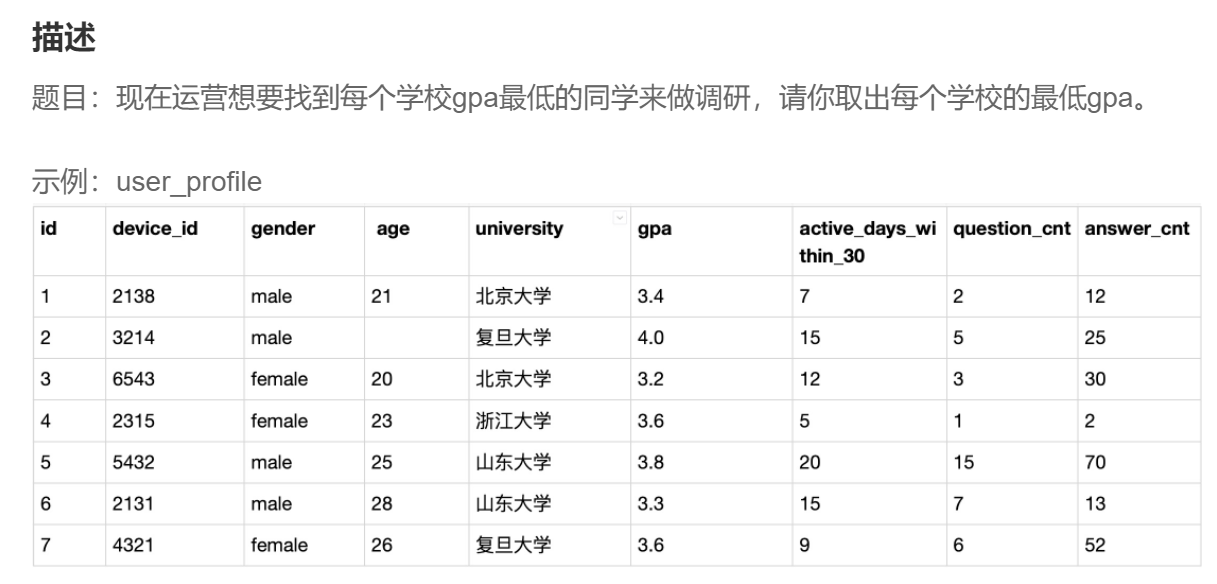 描述
题目：现在运营想要找到每个学校gpa最低的同学来做调研，请你取出每个学校的最低gpa。
示例：user_profile
id device_id gender age university gpa active_days_wi question_cnt answer_cnt
thin_30
1 2138 male 21 北京大学 3.4 7 2 12
2 3214 male 复旦大学 4.0 15 5 25
3 6543 female 20 北京大学 3.2 12 3 30
4 2315 female 23 浙江大学 3.6 5 1 2
5 5432 male 25 山东大学 3.8 20 15 70
6 2131 male 28 山东大学 3.3 15 7 13
7 4321 female 26 复旦大学 3.6 9 6 52